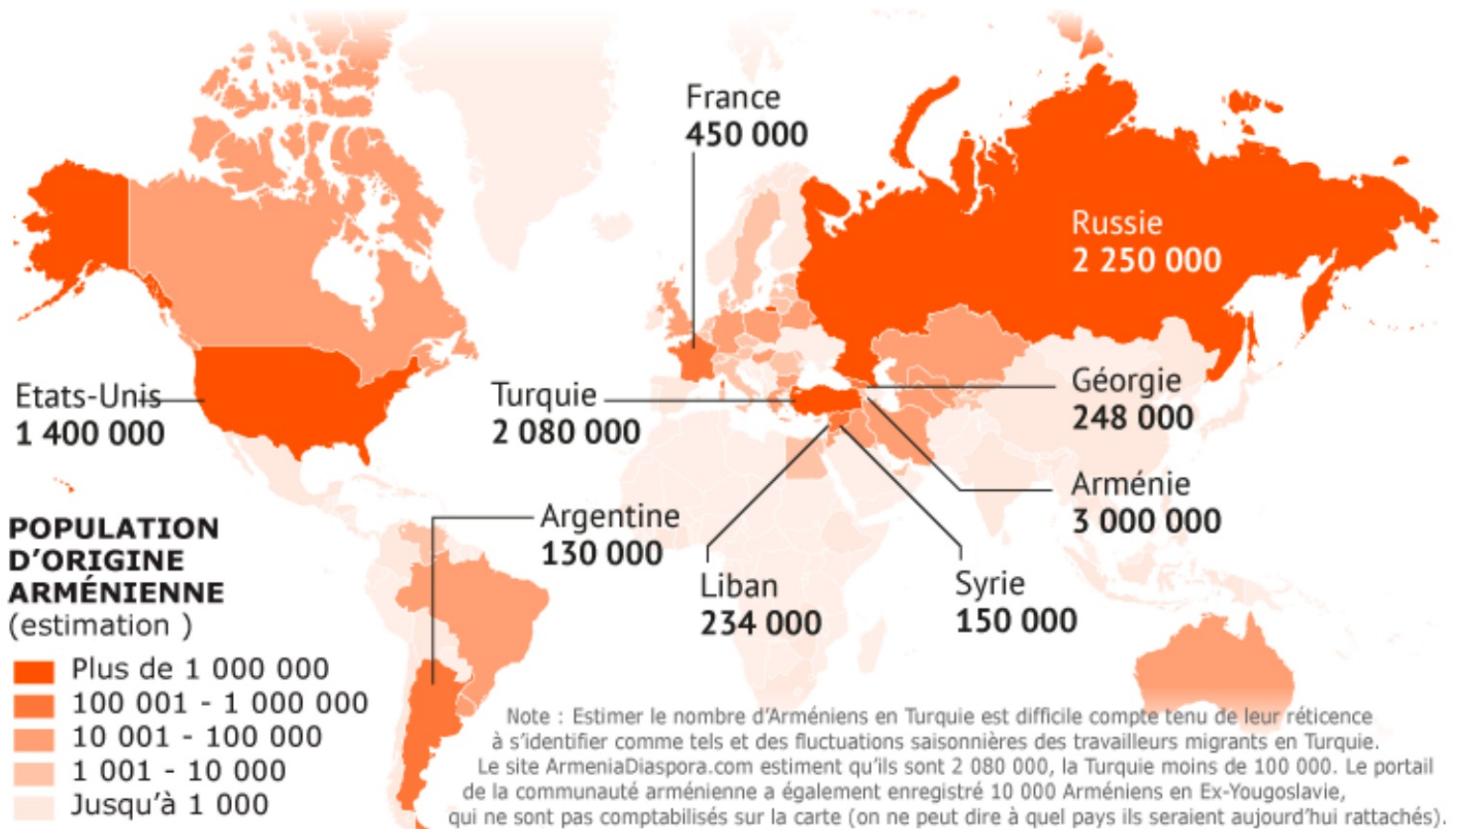 France
450 000
Russie
2 250 000
Etats-Unis
1 400 000
Turquie
2 080 000
Géorgie
248 000
Arménie
3 000 000
Argentine
130 000
Liban
234 000
Syrie
150 000
POPULATION
D'ORIGINE
ARMÉNIENNE
(estimation )
Plus de 1 000 000
100 001 - 1 000 000
10 001 - 100 000
1 001 - 10 000
Jusqu'à 1 000
Note : Estimer le nombre d'Arméniens en Turquie est difficile compte tenu de leur réticence
à s'identifier comme tels et des fluctuations saisonnières des travailleurs migrants en Turquie.
Le site ArmeniaDiaspora.com estiment qu'ils sont 2 080 000, la Turquie moins de 100 000. Le portail
de la communauté arménienne a également enregistré 10 000 Arméniens en Ex-Yougoslavie,
qui ne sont pas comptabilisés sur la carte (on ne peut dire à quel pays ils seraient aujourd'hui rattachés).